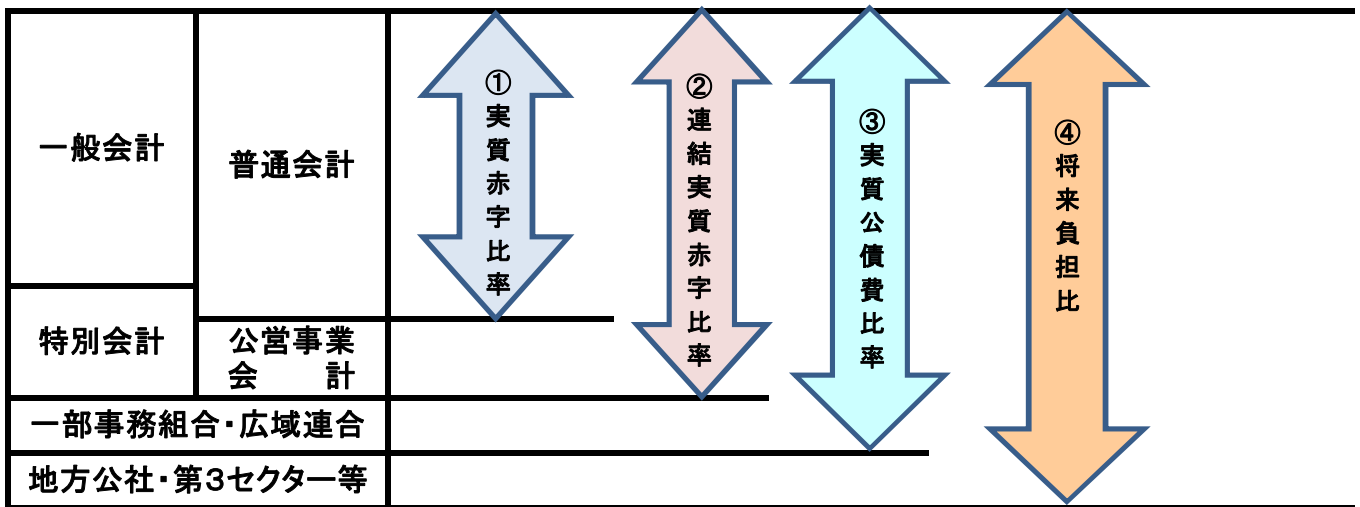 一般会計
普通会計
①実質赤字比率
②連結実質赤字比率
③実質公債費比率
④将来負担比
特別会計
公営事業
会　　計
一部事務組合・広域連合
地方公社・第３セクター等